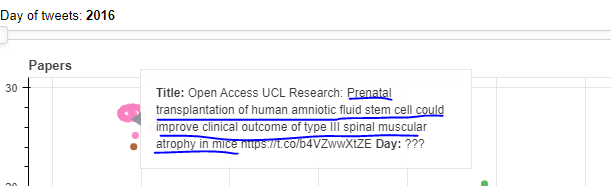 Day of tweets: 2016
Papers
30
Title: Open Access UCL Research: Prenatal
transplantation of human amniotic fluid stem cell could
improve clinical outcome of type III spinal muscular
atrophy in mice https://t.co/b4VZwwXtZE Day: ???
20